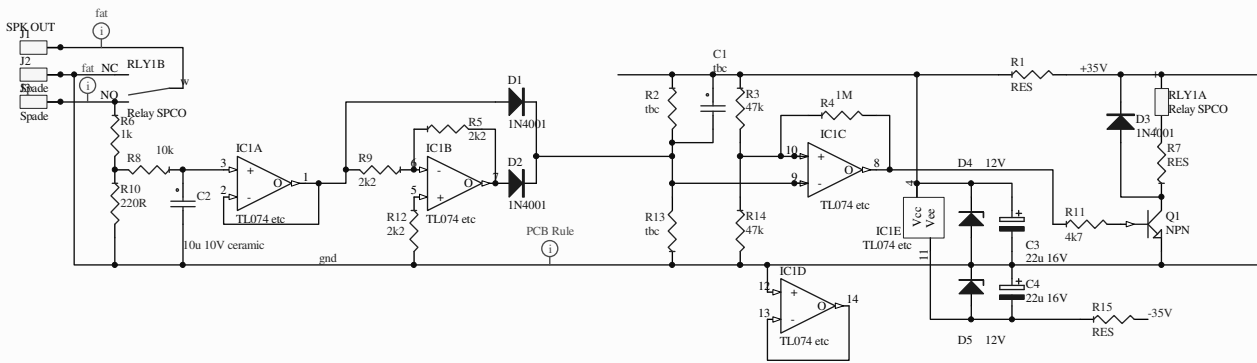 SPK OUT
J1
fat
i
J2
NC
RLY1B
fat
i
w
J3
Spade
NO
Spade
Relay SPCO
R6
1k
R8
10k
R10
220R
C2
10u 10V ceramic
IC1A
3
+
2
-
O
1
TL074 etc
R9
2k2
R5
2k2
IC1B
6
-
5
+
O
7
TL074 etc
R12
2k2
D1
1N4001
D2
1N4001
gnd
PCB Rule
i
C1
tbc
R2
tbc
R3
47k
R4
1M
IC1C
10
+
9
-
O
8
TL074 etc
R13
tbc
R14
47k
IC1D
12
+
13
-
O
14
TL074 etc
R1
RES
+35V
D4 12V
4
Vcc
Vee
IC1E
TL074 etc
11
C3
22u 16V
+
C4
22u 16V
+
D5 12V
R15
RES
-35V
R11
4k7
Q1
NPN
D3
1N4001
RLY1A
Relay SPCO
R7
RES